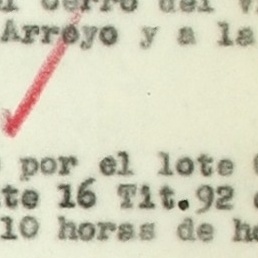 Cerro del V
Arroyo y a la
por el lote
te 16 Tit.92
10 horas de h